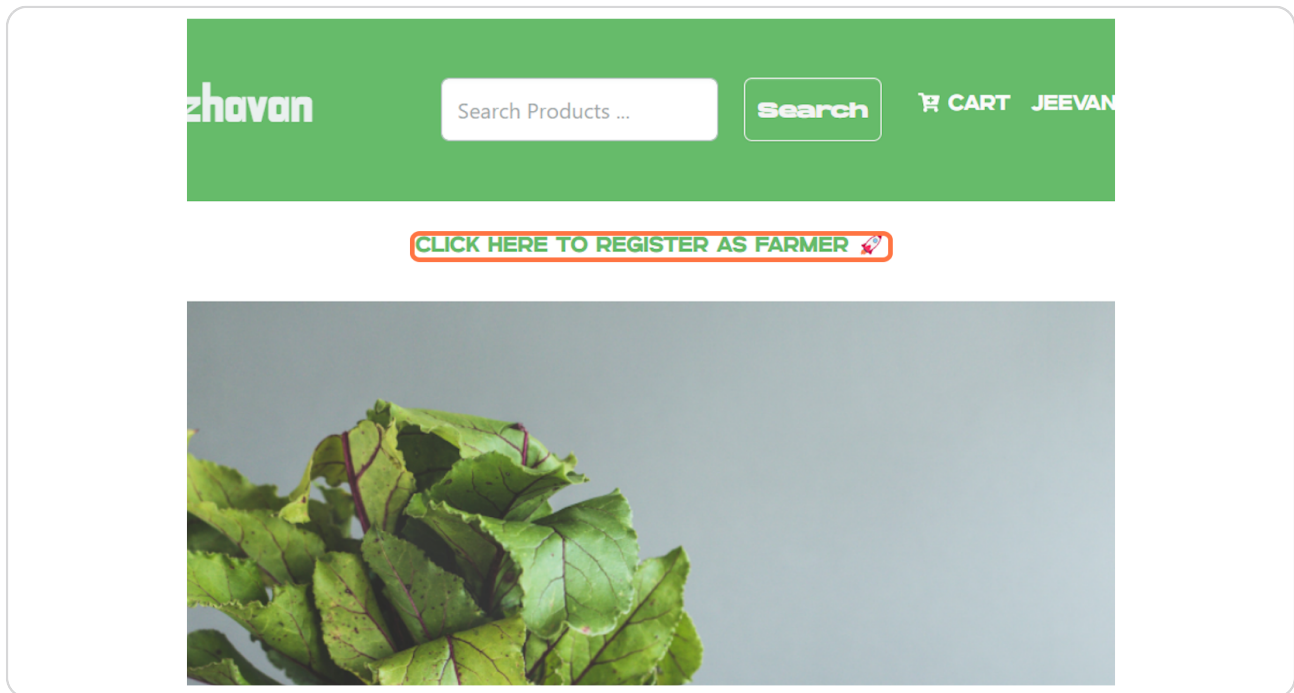 zhavan
Search Products ...
Search
CART
JEEVAN
CLICK HERE TO REGISTER AS FARMER 🚀